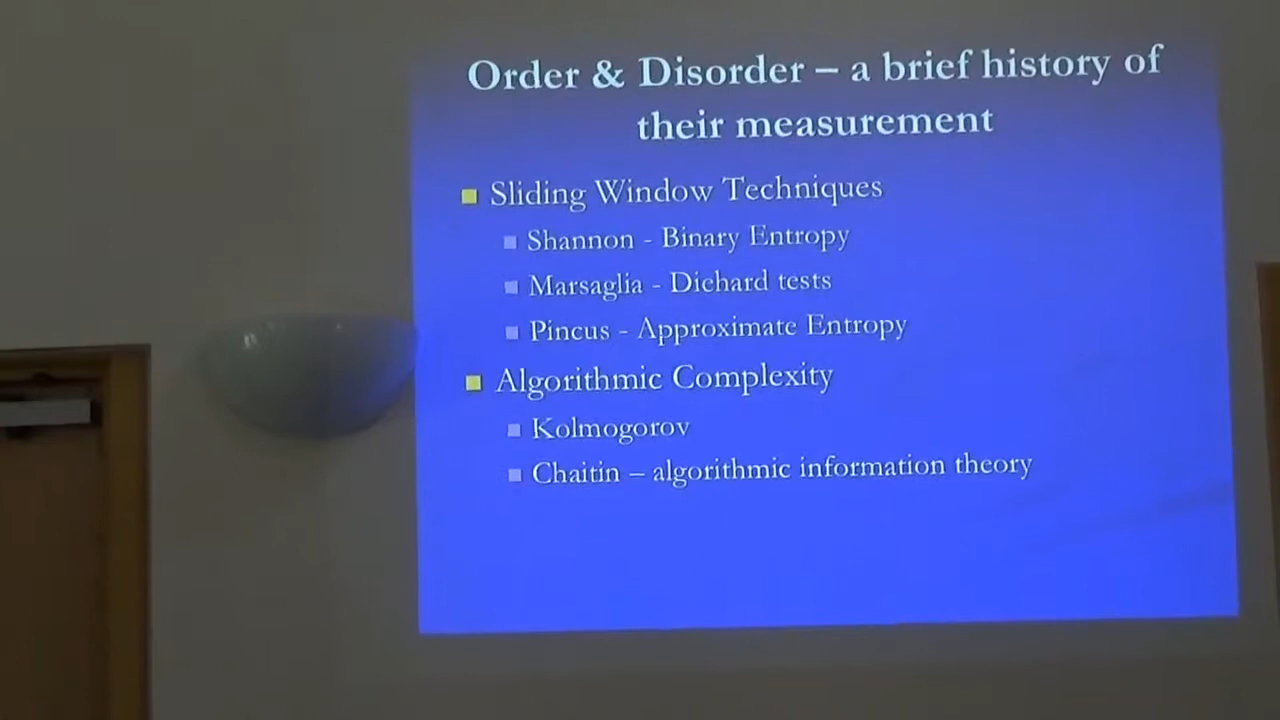 Order & Disorder – a brief history of
their measurement
Sliding Window Techniques
Shannon - Binary Entropy
Marsaglia - Diehard tests
Pincus - Approximate Entropy
Algorithmic Complexity
Kolmogorov
Chaitin – algorithmic information theory